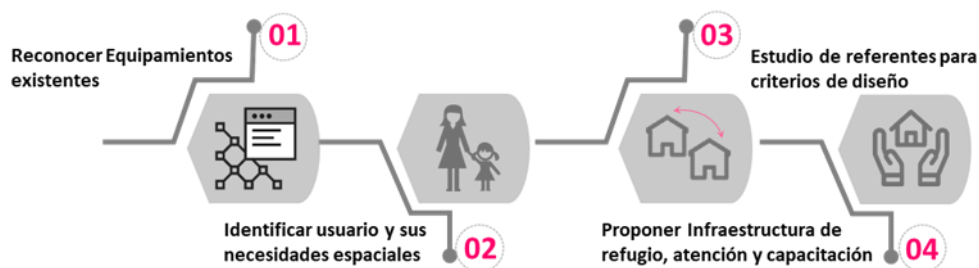 01
Reconocer Equipamientos
existentes
Identificar usuario y sus
necesidades espaciales
02
03
Proponer Infraestructura de
refugio, atención y capacitación
Estudio de referentes para
criterios de diseño
04